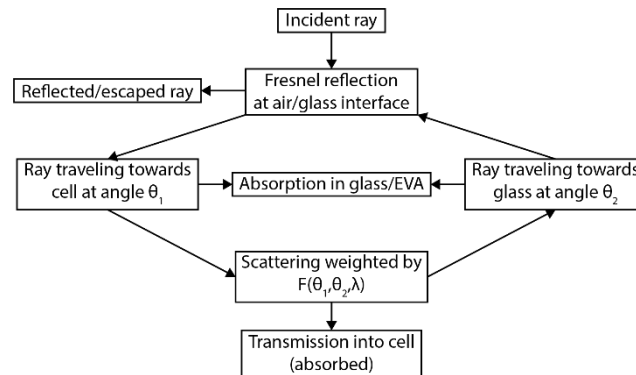 Incident ray
Fresnel reflection
at air/glass interface
Reflected/escaped ray
Ray traveling towards
cell at angle θ₁
Absorption in glass/EVA
Ray traveling towards
glass at angle θ₂
Scattering weighted by
F(θ₁,θ₂,λ)
Transmission into cell
(absorbed)